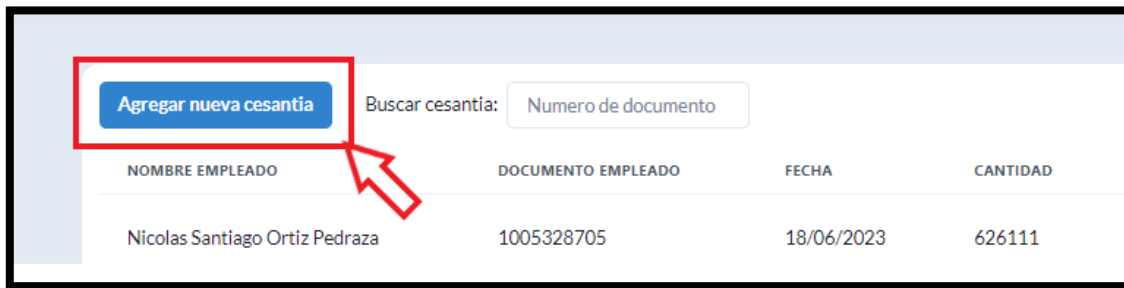 Agregar nueva cesantia Buscar cesantia: Numero de documento
NOMBRE EMPLEADO DOCUMENTO EMPLEADO FECHA CANTIDAD
Nicolas Santiago Ortiz Pedraza 1005328705 18/06/2023 626111